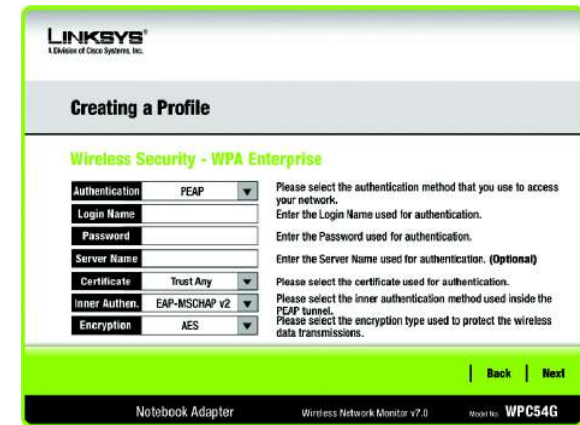 LINKSYS®
A Division of Cisco Systems, Inc.
Creating a Profile
Wireless Security - WPA Enterprise
Authentication PEAP Please select the authentication method that you use to access
your network.
Login Name Enter the Login Name used for authentication.
Password Enter the Password used for authentication.
Server Name Enter the Server Name used for authentication. (Optional)
Certificate Trust Any Please select the certificate used for authentication.
Inner Authen. EAP-MSCHAP v2 Please select the inner authentication method used inside the
PEAP tunnel.
Encryption AES Please select the encryption type used to protect the wireless
data transmissions.
Back Next
Notebook Adapter Wireless Network Monitor v7.0 Model No. WPC54G